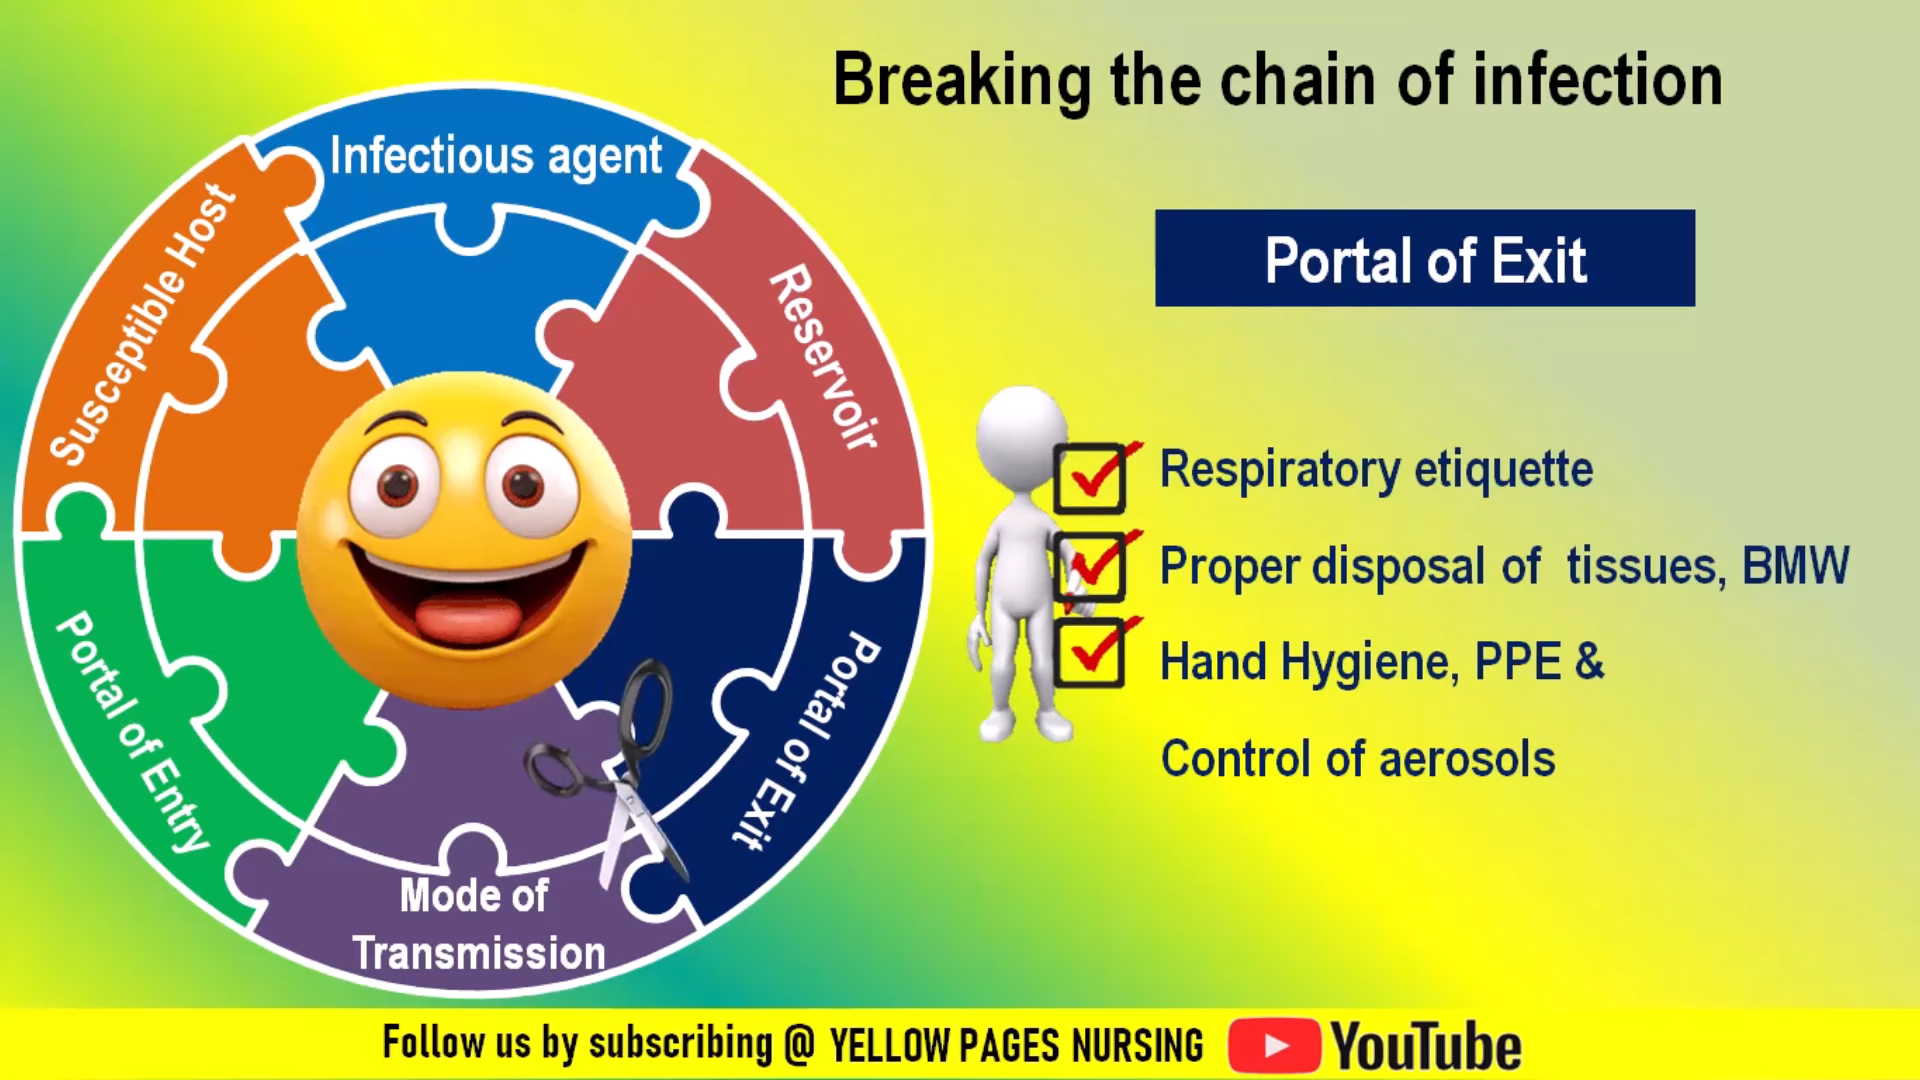 Breaking the chain of infection
Infectious agent
Susceptible Host
Reservoir
Portal of Entry
Portal of Exit
Mode of
Transmission
Portal of Exit
Respiratory etiquette
Proper disposal of tissues, BMW
Hand Hygiene, PPE &
Control of aerosols
Follow us by subscribing @ YELLOW PAGES NURSING YouTube